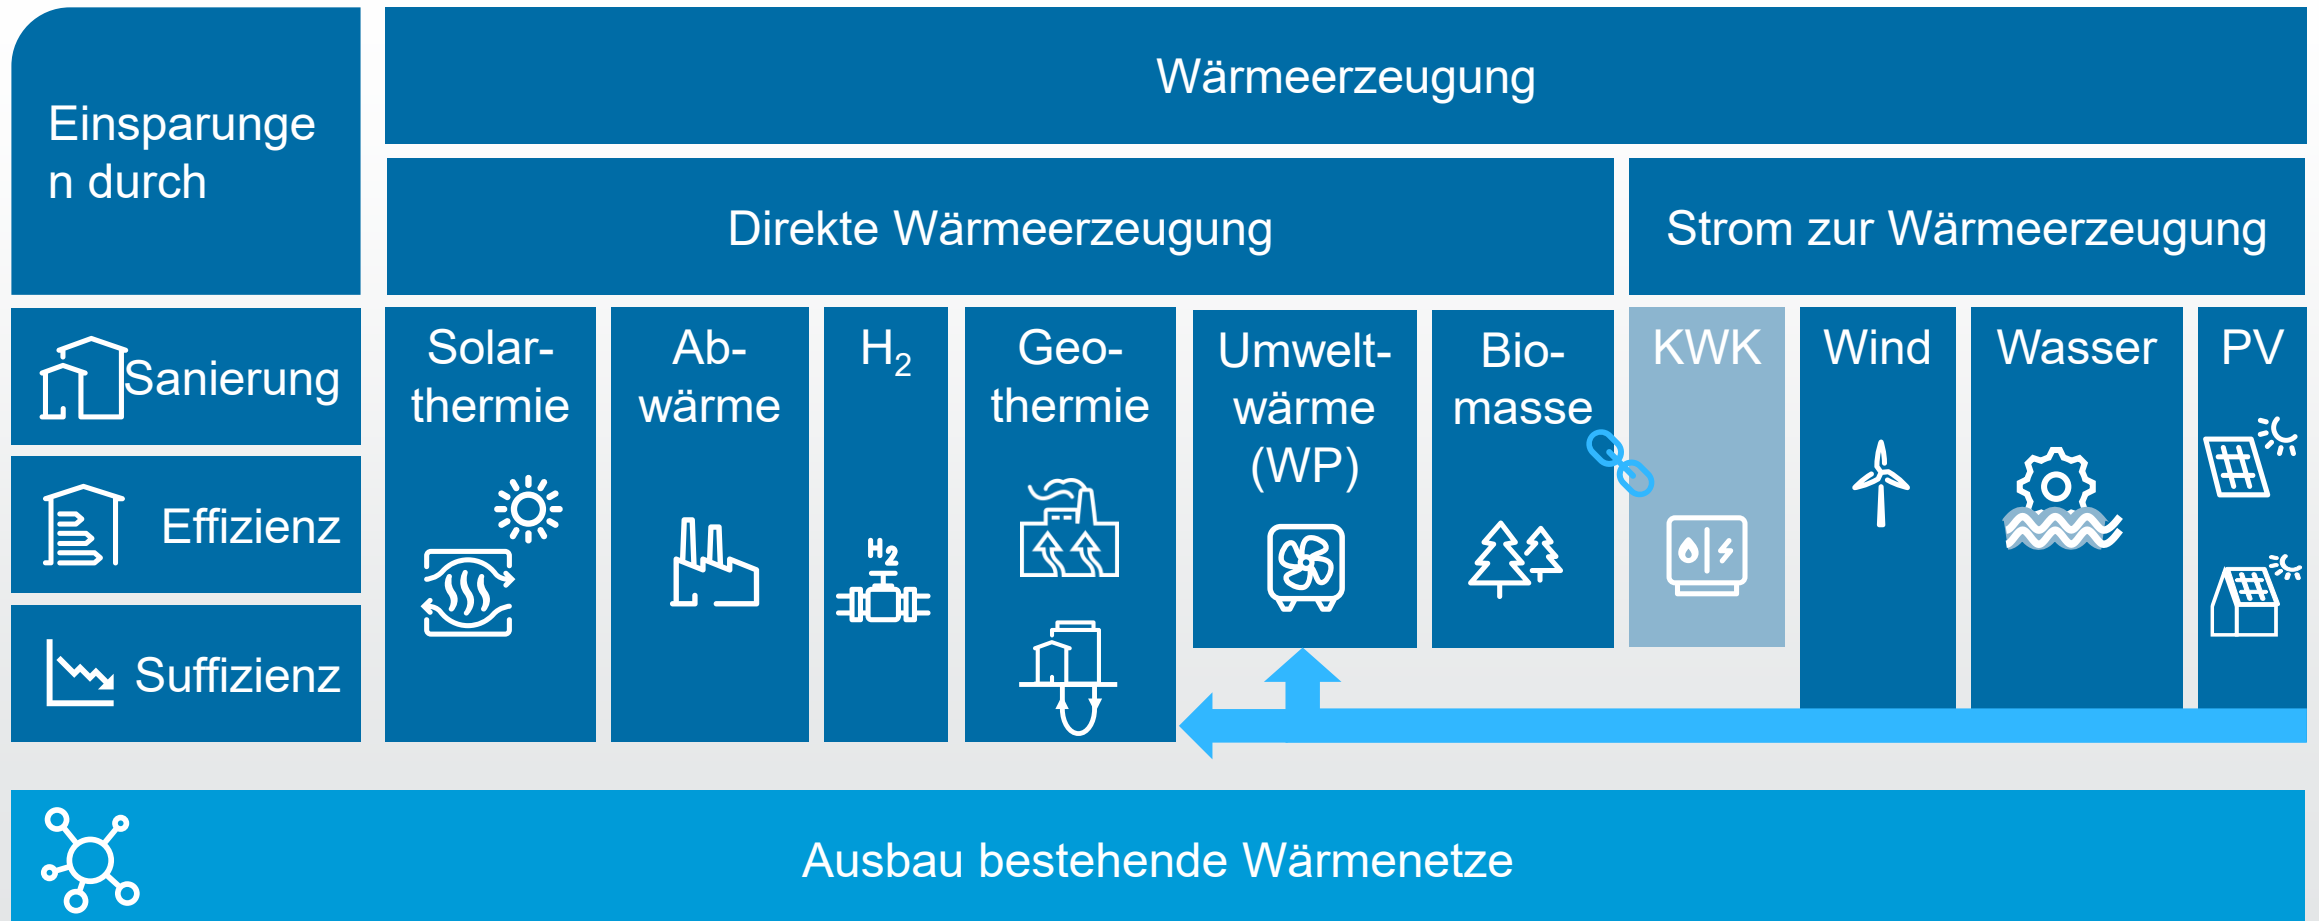 Einsparunge
n durch
Wärmeerzeugung
Direkte Wärmeerzeugung
Strom zur Wärmeerzeugung
Sanierung
Effizienz
Suffizienz
Solar-
thermie
Ab-
wärme
H₂
H2
Geo-
thermie
Umwelt-
wärme
(WP)
Bio-
masse
KWK
Wind
Wasser
PV
Ausbau bestehende Wärmenetze